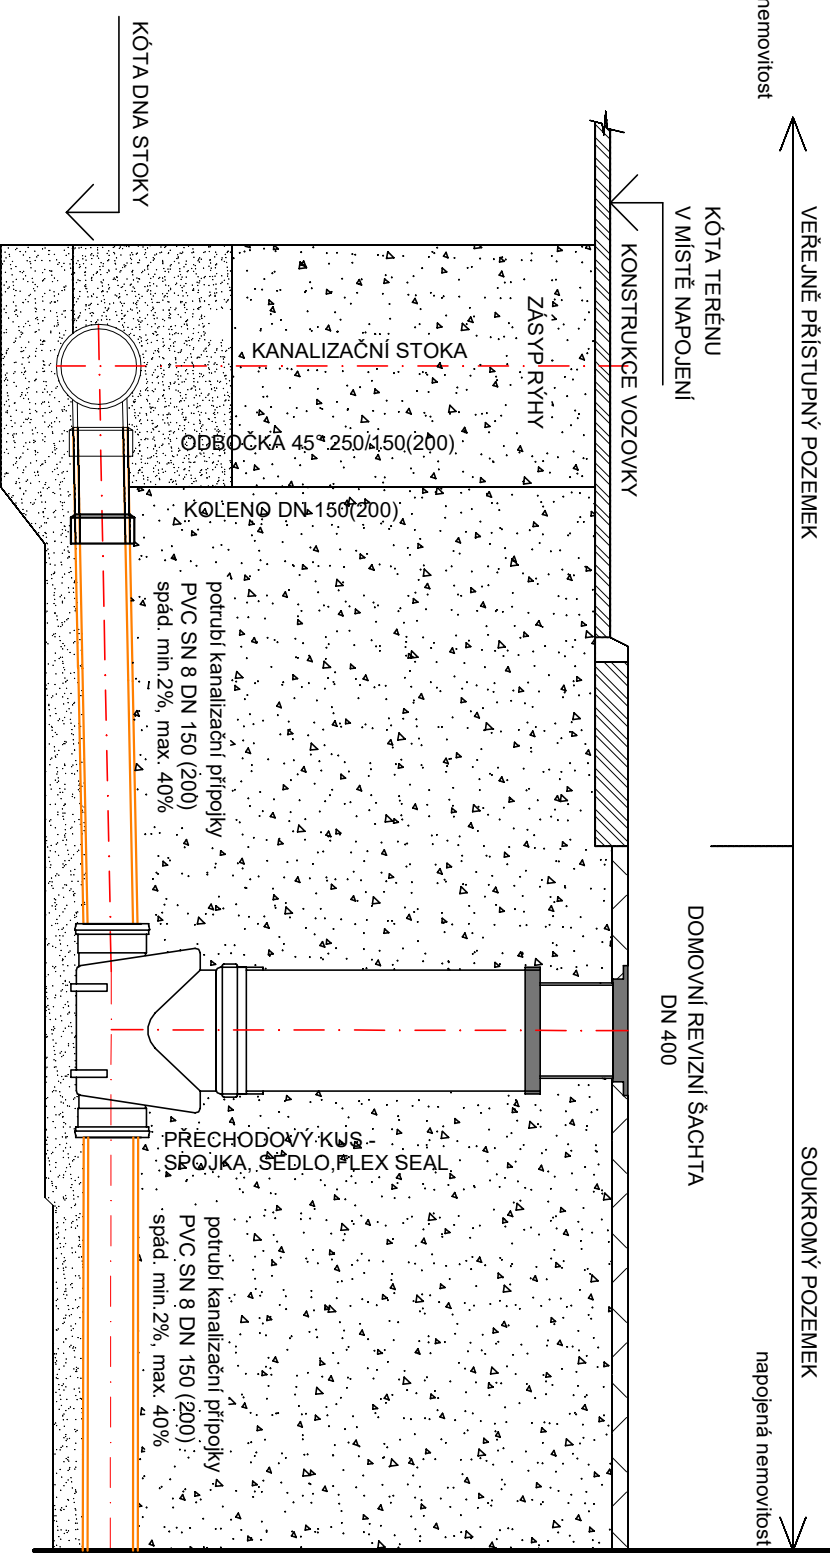 nemovitost
VEŘEJNĚ PŘÍSTUPNÝ POZEMEK
SOUKROMÝ POZEMEK
napojená nemovitost
KÓTA TERÉNU
V MÍSTĚ NAPOJENÍ
DOMOVNÍ REVIZNÍ ŠACHTA
DN 400
KONSTRUKCE VOZOVKY
ZÁSYP RÝHY
KANALIZAČNÍ STOKA
ODBOČKA 45° 250/150(200)
KOLENO DN 150(200)
potrubí kanalizační přípojky
PVC SN 8 DN 150 (200)
spád. min.2%, max. 40%
PŘECHODOVÝ KUS -
SPOJKA, SEDLO,FLEX SEAL
potrubí kanalizační přípojky
PVC SN 8 DN 150 (200)
spád. min.2%, max. 40%
KÓTA DNA STOKY